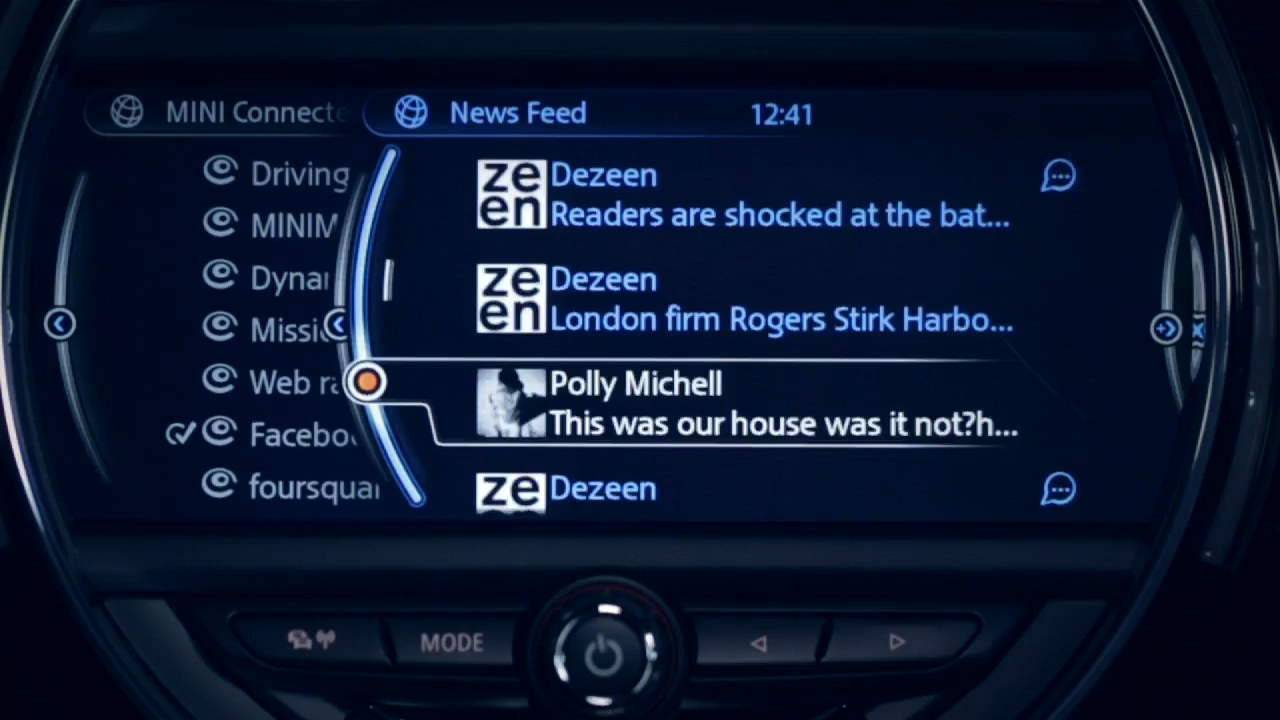 MINI Connecte
News Feed
12:41
Driving
MINIM
Dynar
Missio
Web ra
Facebo
foursquar
ze
en
Dezeen
Readers are shocked at the bat...
ze
en
Dezeen
London firm Rogers Stirk Harbo...
Polly Michell
This was our house was it not?h...
ze
Dezeen
MODE